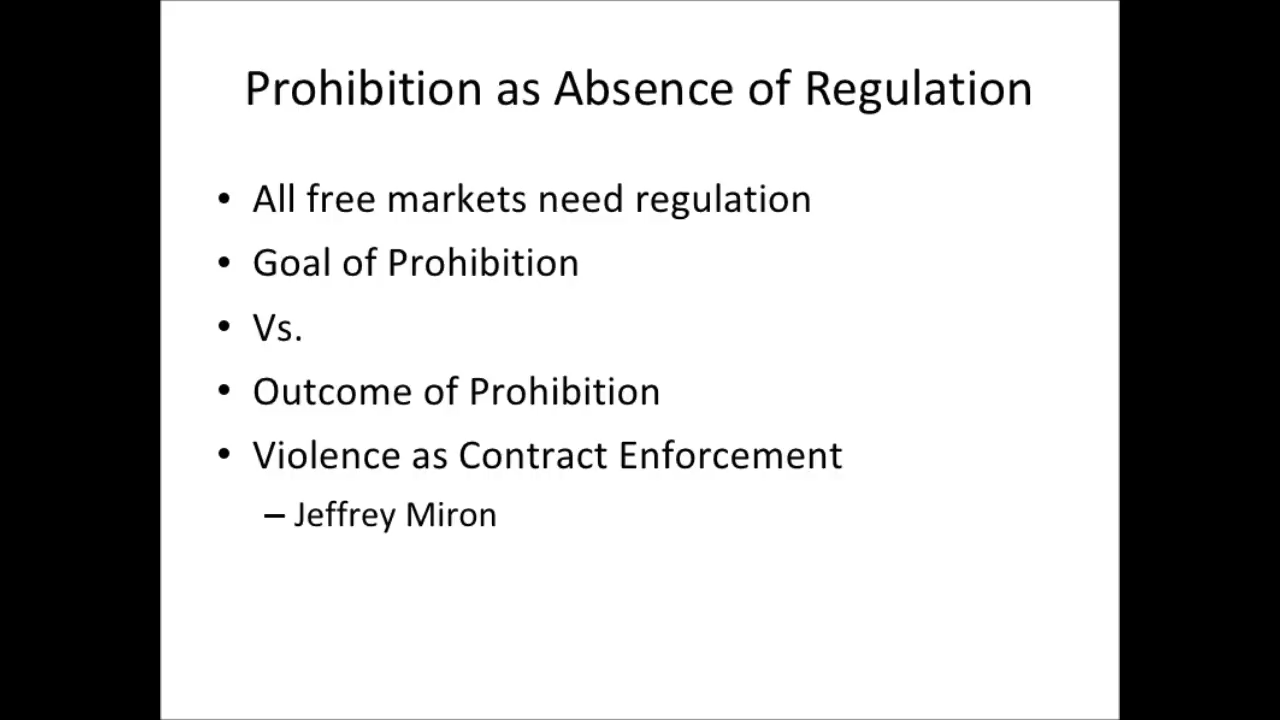 Prohibition as Absence of Regulation
• All free markets need regulation
• Goal of Prohibition
• Vs.
• Outcome of Prohibition
• Violence as Contract Enforcement
– Jeffrey Miron